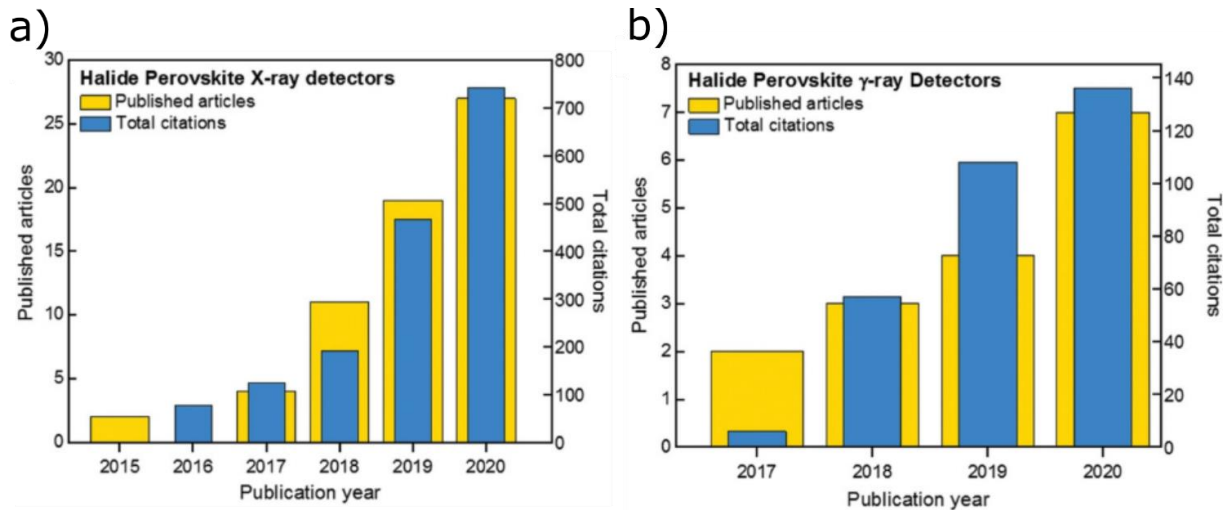 a)
Halide Perovskite X-ray detectors
Published articles
Total citations
30
25
20
15
10
5
0
Published articles
800
700
600
500
400
300
200
100
0
Total citations
2015 2016 2017 2018 2019 2020
Publication year
b)
Halide Perovskite γ-ray Detectors
Published articles
Total citations
8
7
6
5
4
3
2
1
0
Published articles
140
120
100
80
60
40
20
0
Total citations
2017 2018 2019 2020
Publication year